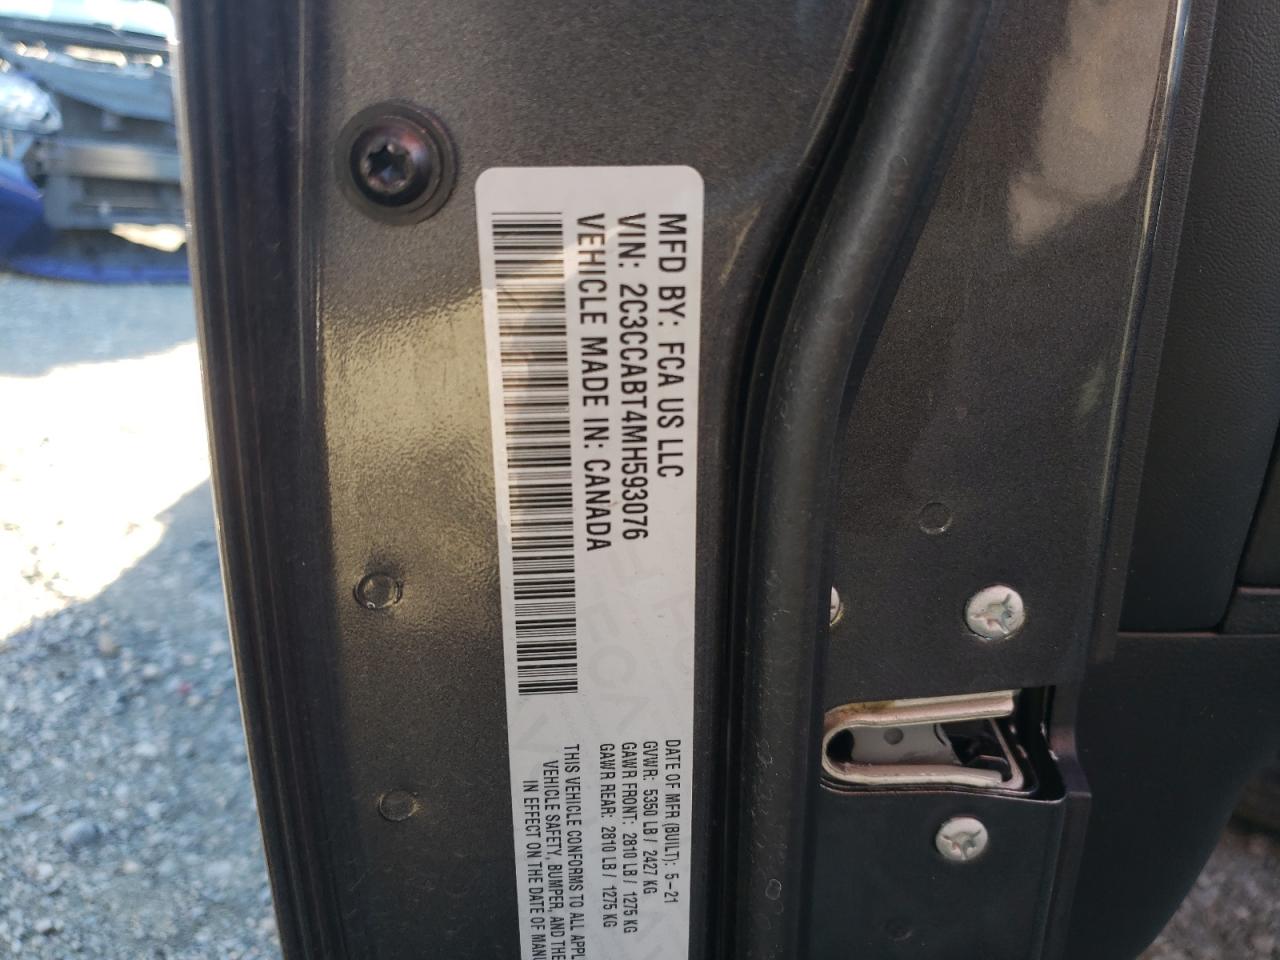 MFD BY: FCA US LLC
VIN: 2C3CCABT4MH593076
VEHICLE MADE IN: CANADA
DATE OF MFR (BUILT): 5-21
GVWR: 5350 LB / 2427 KG
GAWR FRONT: 2810 LB / 1275 KG
GAWR REAR: 2810 LB / 1275 KG
THIS VEHICLE CONFORMS TO ALL APPL
VEHICLE SAFETY, BUMPER, AND THE
IN EFFECT ON THE DATE OF MANU